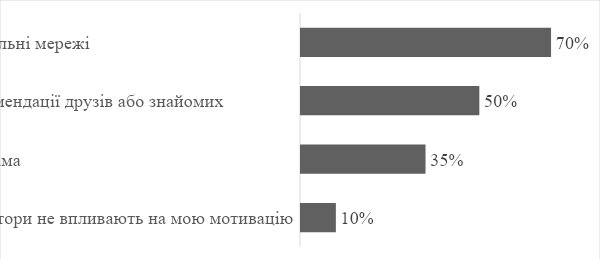 льні мережі 70%
мендації друзів або знайомих 50%
ма 35%
тори не впливають на мою мотивацію 10%